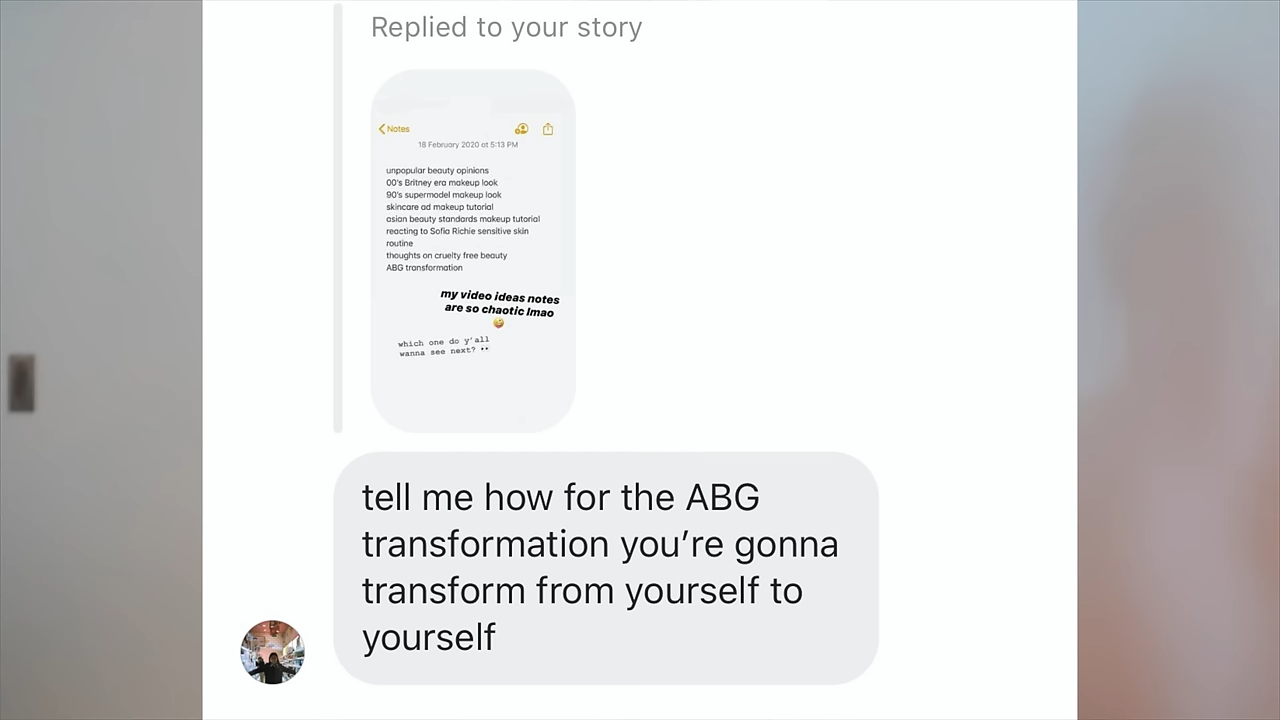 Replied to your story
Notes
18 February 2020 at 5:13 PM
unpopular beauty opinions
00's Britney era makeup look
90's supermodel makeup look
skincare ad makeup tutorial
asian beauty standards makeup tutorial
reacting to Sofia Richie sensitive skin
routine
thoughts on cruelty free beauty
ABG transformation
my video ideas notes
are so chaotic lmao
🤪
which one do y'all
wanna see next? 👀
tell me how for the ABG
transformation you're gonna
transform from yourself to
yourself